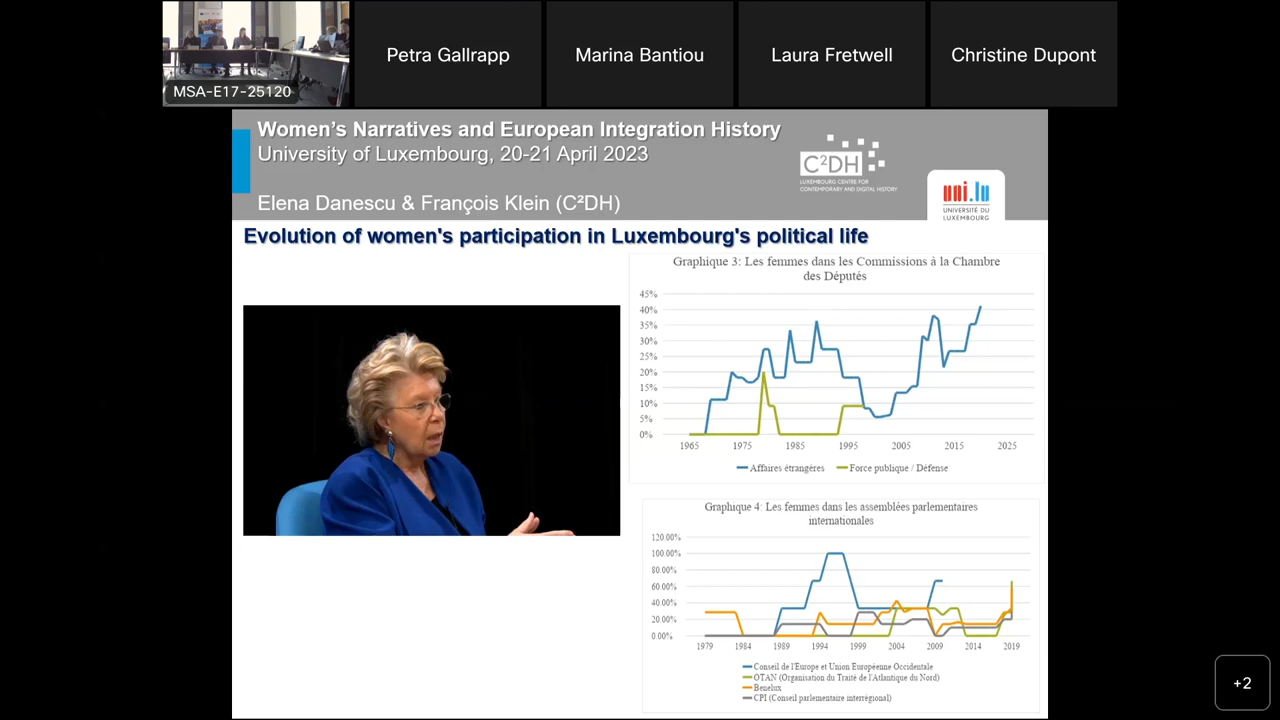 MSA-E17-25120
Petra Gallrapp
Marina Bantiou
Laura Fretwell
Christine Dupont
Women's Narratives and European Integration History
University of Luxembourg, 20-21 April 2023
Elena Danescu & François Klein (C²DH)
C²DH
LUXEMBOURG CENTRE FOR
CONTEMPORARY AND DIGITAL HISTORY
uni.lu
UNIVERSITÉ DU
LUXEMBOURG
Evolution of women's participation in Luxembourg's political life
Graphique 3: Les femmes dans les Commissions à la Chambre
des Députés
45%
40%
35%
30%
25%
20%
15%
10%
5%
0%
1965 1975 1985 1995 2005 2015 2025
Affaires étrangères Force publique / Défense
Graphique 4: Les femmes dans les assemblées parlementaires
internationales
120.00%
100.00%
80.00%
60.00%
40.00%
20.00%
0.00%
1979 1984 1989 1994 1999 2004 2009 2014 2019
Conseil de l'Europe et Union Européenne Occidentale
OTAN (Organisation du Traité de l'Atlantique du Nord)
Benelux
CPI (Conseil parlementaire interrégional)
+2